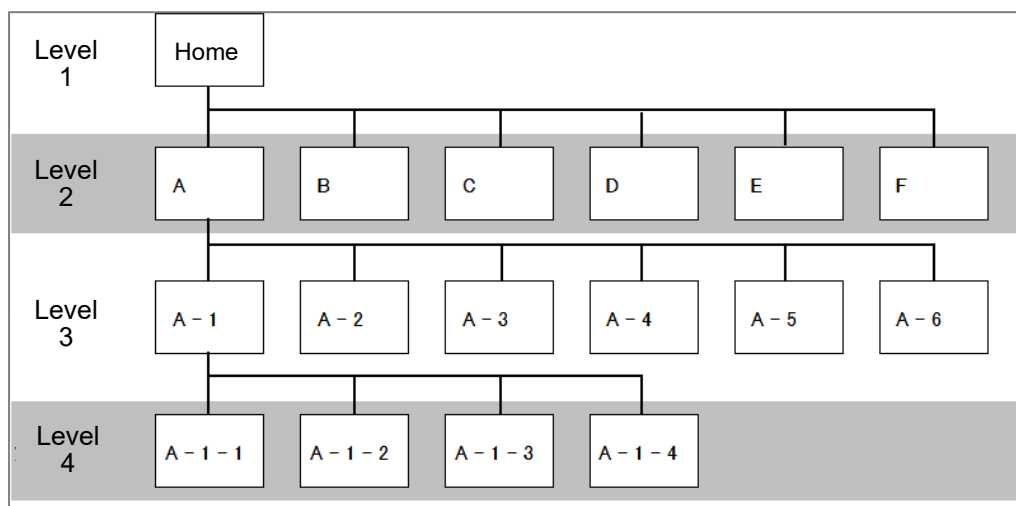 Level
1
Home
Level
2
A
B
C
D
E
F
Level
3
A - 1
A - 2
A - 3
A - 4
A - 5
A - 6
Level
4
A - 1 - 1
A - 1 - 2
A - 1 - 3
A - 1 - 4